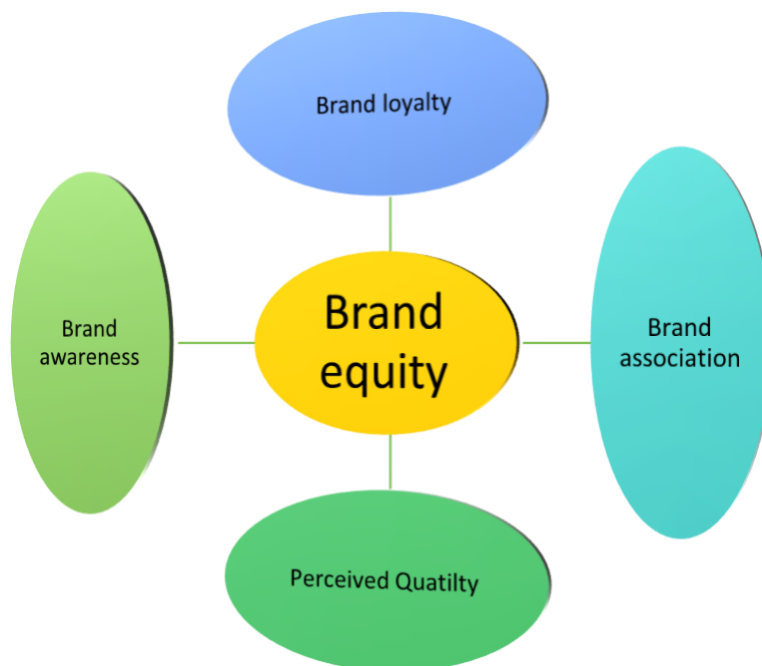 Brand loyalty
Brand
awareness
Brand
equity
Brand
association
Perceived Quatilty